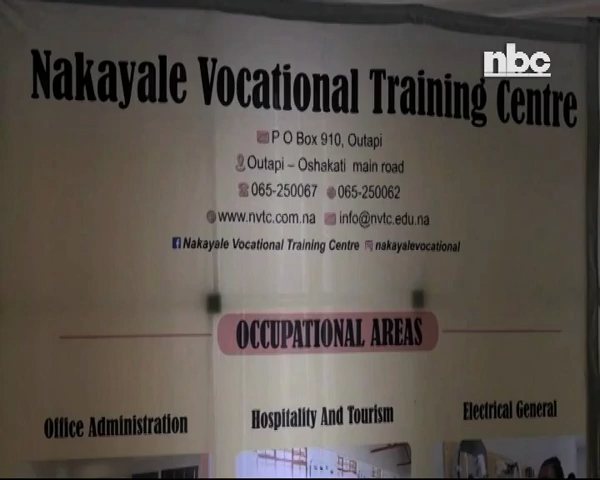 nbc
Nakayale Vocational Training Centre
P O Box 910, Outapi
Outapi - Oshakati main road
065-250067 065-250062
www.nvtc.com.na info@nvtc.edu.na
Nakayale Vocational Training Centre nakayalevocational
OCCUPATIONAL AREAS
Office Administration Hospitality And Tourism Electrical General